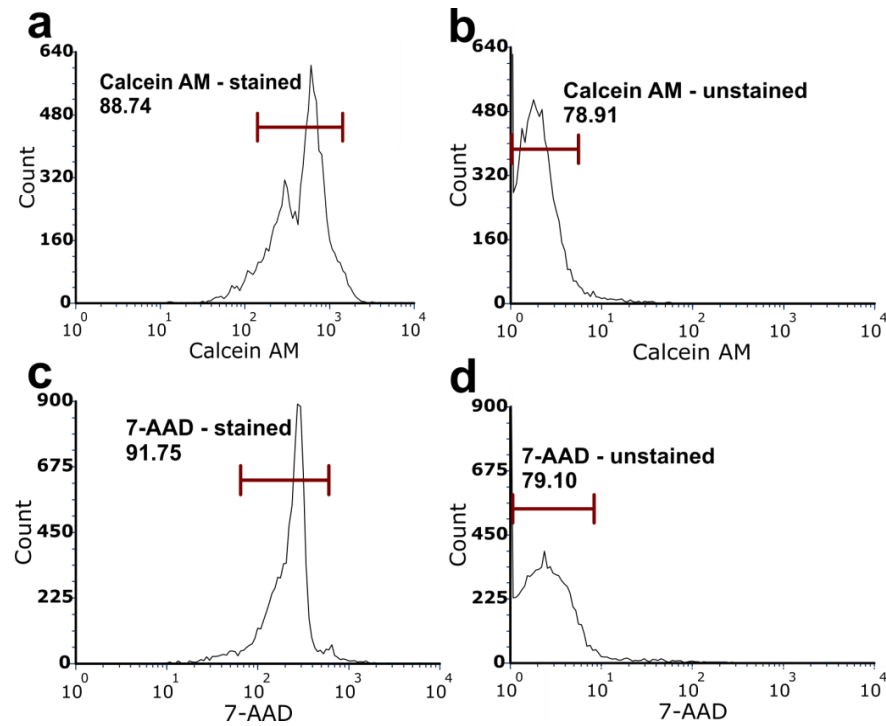 a
640
480
320
160
0
Count
Calcein AM - stained
88.74
10^0 10^1 10^2 10^3 10^4
Calcein AM
b
640
480
320
160
0
Count
Calcein AM - unstained
78.91
10^0 10^1 10^2 10^3 10^4
Calcein AM
c
900
675
450
225
0
Count
7-AAD - stained
91.75
10^0 10^1 10^2 10^3 10^4
7-AAD
d
900
675
450
225
0
Count
7-AAD - unstained
79.10
10^0 10^1 10^2 10^3 10^4
7-AAD